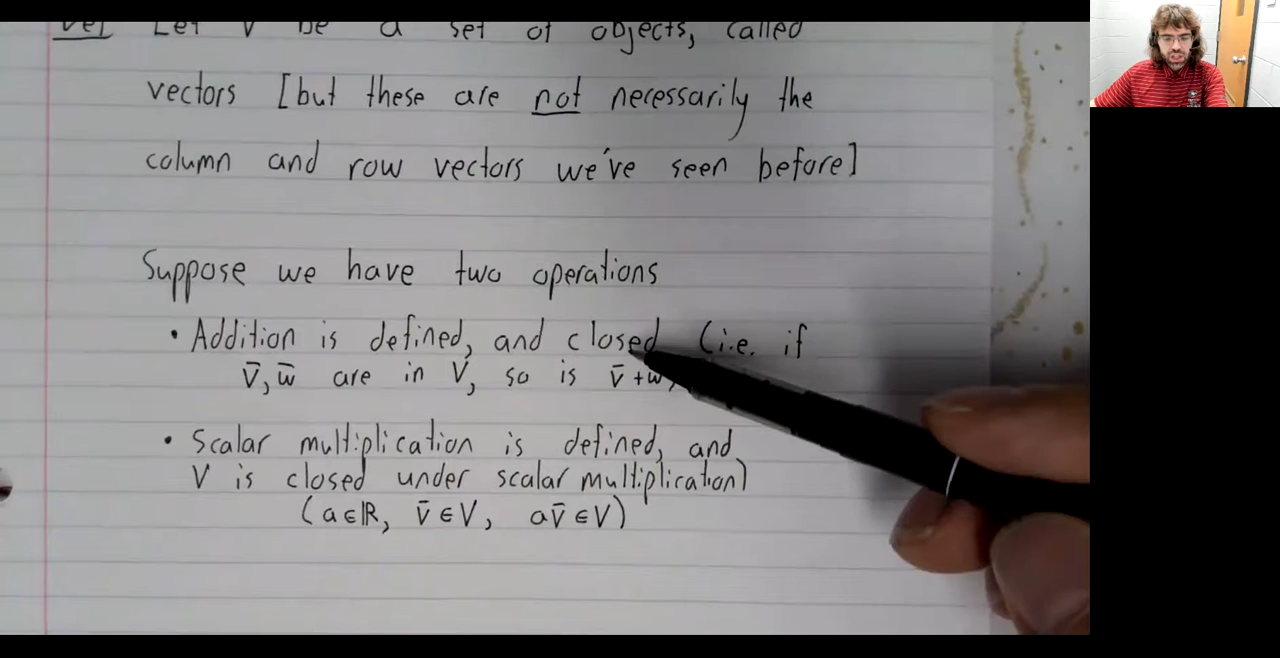 Def Let V be a set of objects, called
vectors [but these are not necessarily the
column and row vectors we've seen before]
Suppose we have two operations
• Addition is defined, and closed (i.e. if
v̄, w̄ are in V, so is v̄ + w̄)
• Scalar multiplication is defined, and
V is closed under scalar multiplication)
(a∈ℝ, v̄∈V, av̄∈V)